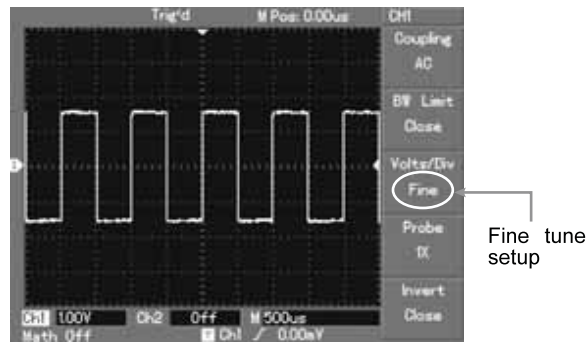 Trig'd M Pos: 0.00us CH1
Coupling
AC
BW Limit
Close
Volts/Div
Fine
Probe
1X
Invert
Close
Fine tune
setup
CH1 1.00V Ch2 Off M 500us
Math Off Ch1 / 0.00mV